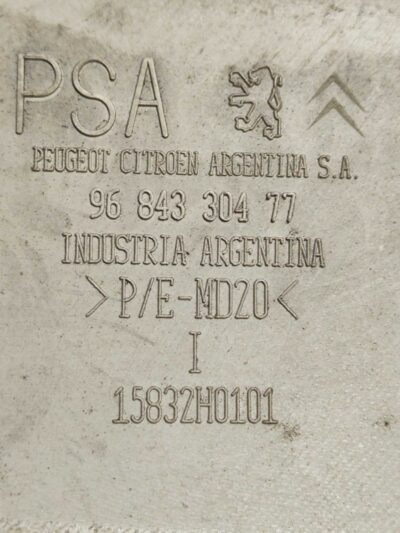 PSA
PEUGEOT CITROEN ARGENTINA S.A.
96 843 304 77
INDUSTRIA ARGENTINA
>P/E-MD20<
I
15832H0101